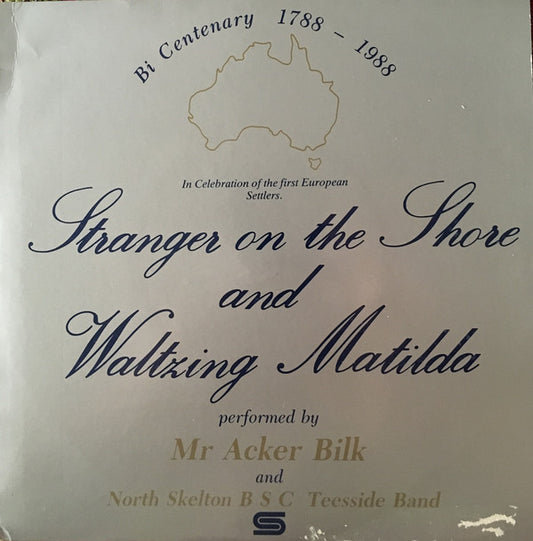 Bi Centenary 1788 - 1988
In Celebration of the first European
Settlers.
Stranger on the Shore
and
Waltzing Matilda
performed by
Mr Acker Bilk
and
North Skelton B S C Teesside Band